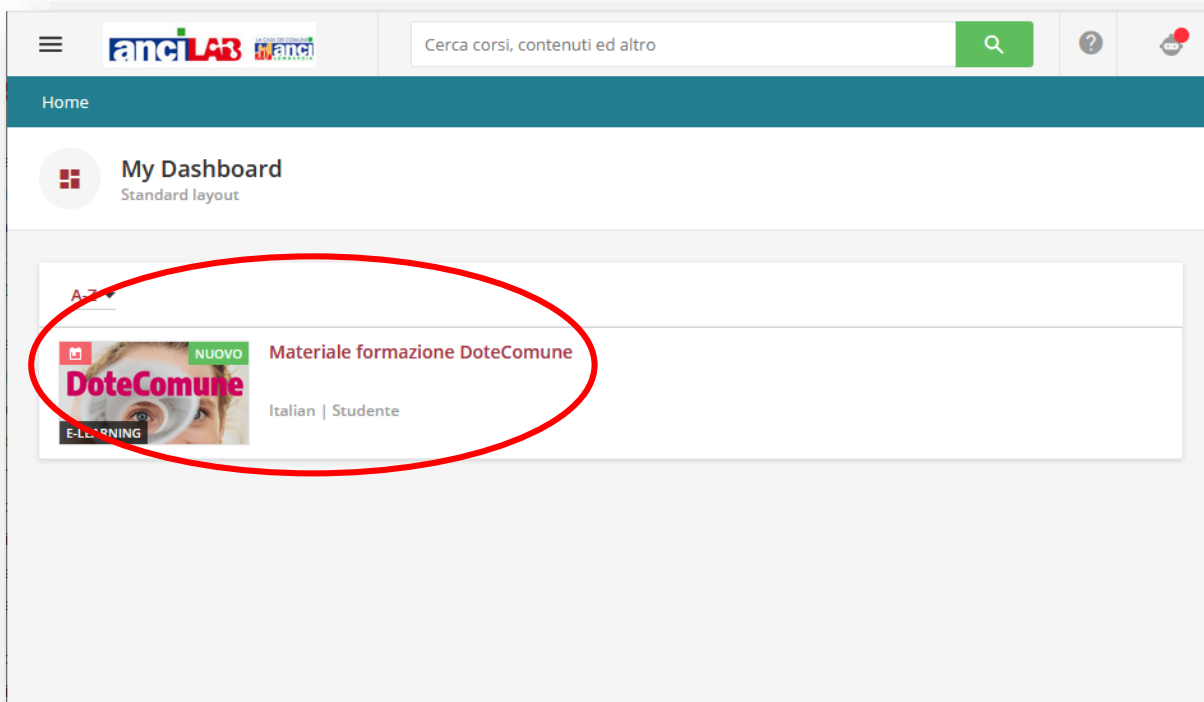 anciLAB LA CASA DEI COMUNI anci LOMBARDIA
Cerca corsi, contenuti ed altro
Home
My Dashboard
Standard layout
A-Z
NUOVO
DoteComune
E-LEARNING
Materiale formazione DoteComune
Italian | Studente